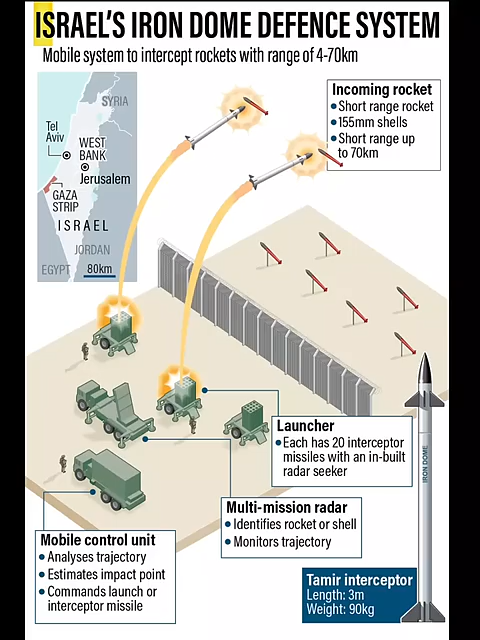 ISRAEL'S IRON DOME DEFENCE SYSTEM
Mobile system to intercept rockets with range of 4-70km
SYRIA
Tel
Aviv
WEST
BANK
Jerusalem
GAZA
STRIP
ISRAEL
JORDAN
EGYPT
80km
Incoming rocket
• Short range rocket
• 155mm shells
• Short range up
to 70km
Launcher
• Each has 20 interceptor
missiles with an in-built
radar seeker
IRON DOME
Multi-mission radar
• Identifies rocket or shell
• Monitors trajectory
Mobile control unit
• Analyses trajectory
• Estimates impact point
• Commands launch or
interceptor missile
Tamir interceptor
Length: 3m
Weight: 90kg